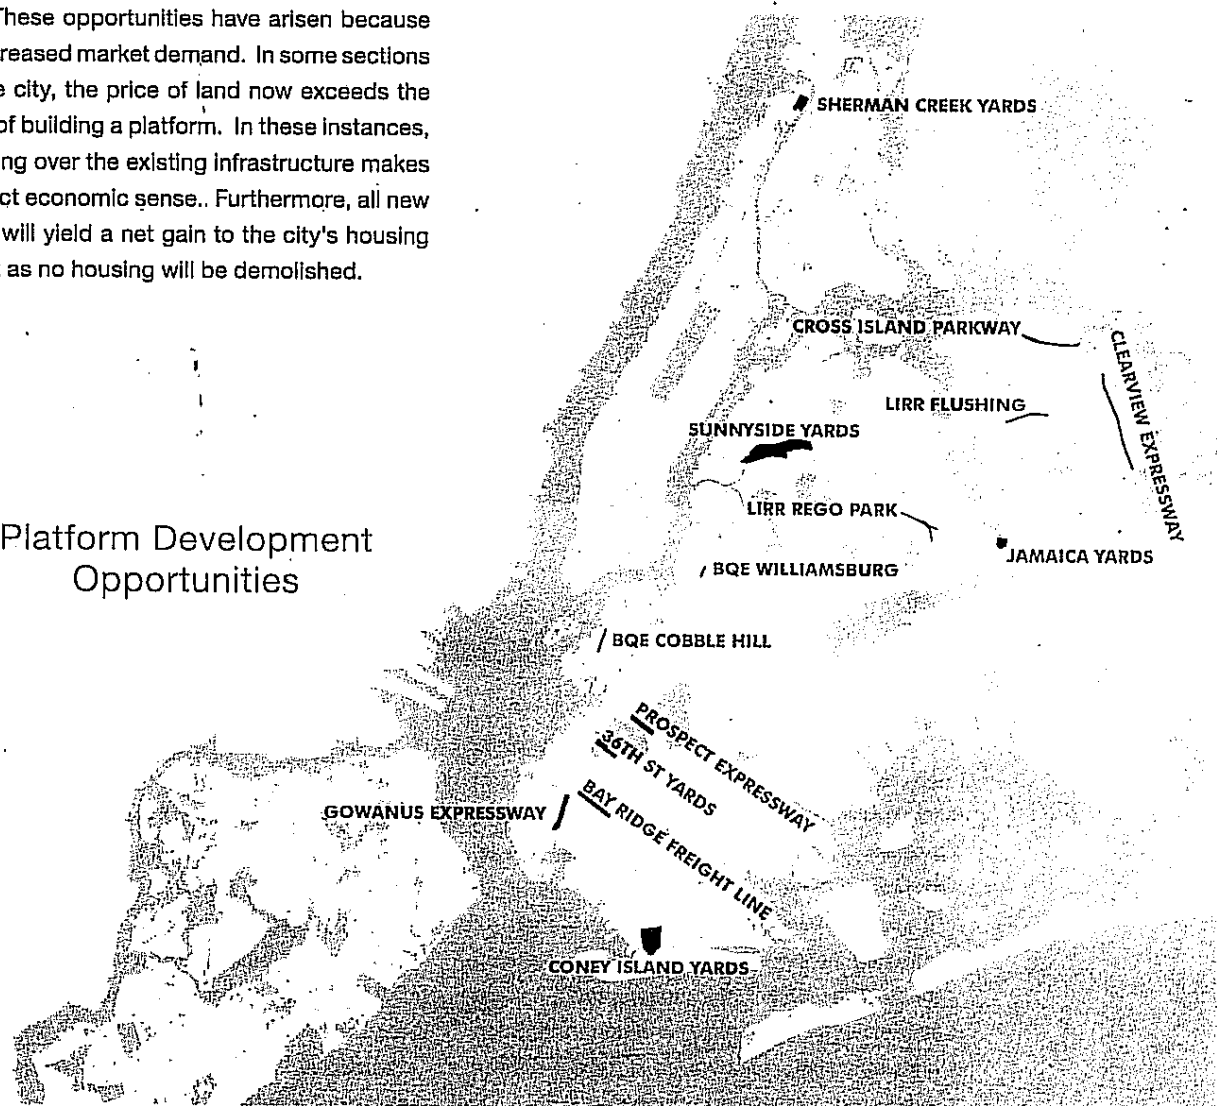 These opportunities have arisen because
reased market demand. In some sections
e city, the price of land now exceeds the
of building a platform. In these instances,
ng over the existing infrastructure makes
ct economic sense.. Furthermore, all new
will yield a net gain to the city's housing
as no housing will be demolished.
SHERMAN CREEK YARDS
CROSS ISLAND PARKWAY
CLEARVIEW EXPRESSWAY
LIRR FLUSHING
SUNNYSIDE YARDS
LIRR REGO PARK
JAMAICA YARDS
Platform Development
Opportunities
BQE WILLIAMSBURG
BQE COBBLE HILL
PROSPECT EXPRESSWAY
36TH ST YARDS
BAY RIDGE FREIGHT LINE
GOWANUS EXPRESSWAY
CONEY ISLAND YARDS